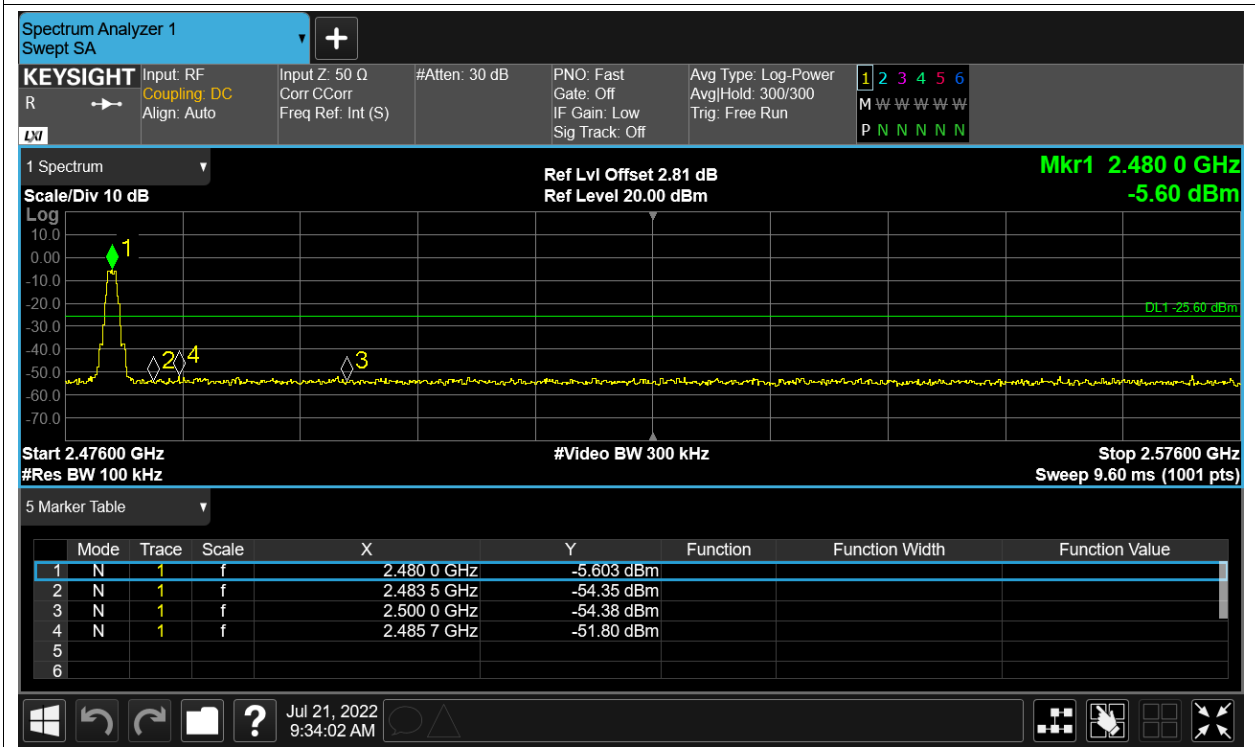 Spectrum Analyzer 1
Swept SA
KEYSIGHT
R
LXI
Input: RF
Coupling: DC
Align: Auto
Input Z: 50 Ω
Corr CCorr
Freq Ref: Int (S)
#Atten: 30 dB
PNO: Fast
Gate: Off
IF Gain: Low
Sig Track: Off
Avg Type: Log-Power
Avg|Hold: 300/300
Trig: Free Run
1 2 3 4 5 6
M W W W W W
P N N N N N
1 Spectrum
Scale/Div 10 dB
Ref Lvl Offset 2.81 dB
Ref Level 20.00 dBm
Mkr1 2.480 0 GHz
-5.60 dBm
Log
10.0
0.00
-10.0
-20.0
-30.0
-40.0
-50.0
-60.0
-70.0
1
2
4
3
DL1 -25.60 dBm
Start 2.47600 GHz
#Video BW 300 kHz
Stop 2.57600 GHz
#Res BW 100 kHz
Sweep 9.60 ms (1001 pts)
5 Marker Table
Mode Trace Scale X Y Function Function Width Function Value
1 N 1 f 2.480 0 GHz -5.603 dBm
2 N 1 f 2.483 5 GHz -54.35 dBm
3 N 1 f 2.500 0 GHz -54.38 dBm
4 N 1 f 2.485 7 GHz -51.80 dBm
5
6
?
Jul 21, 2022
9:34:02 AM